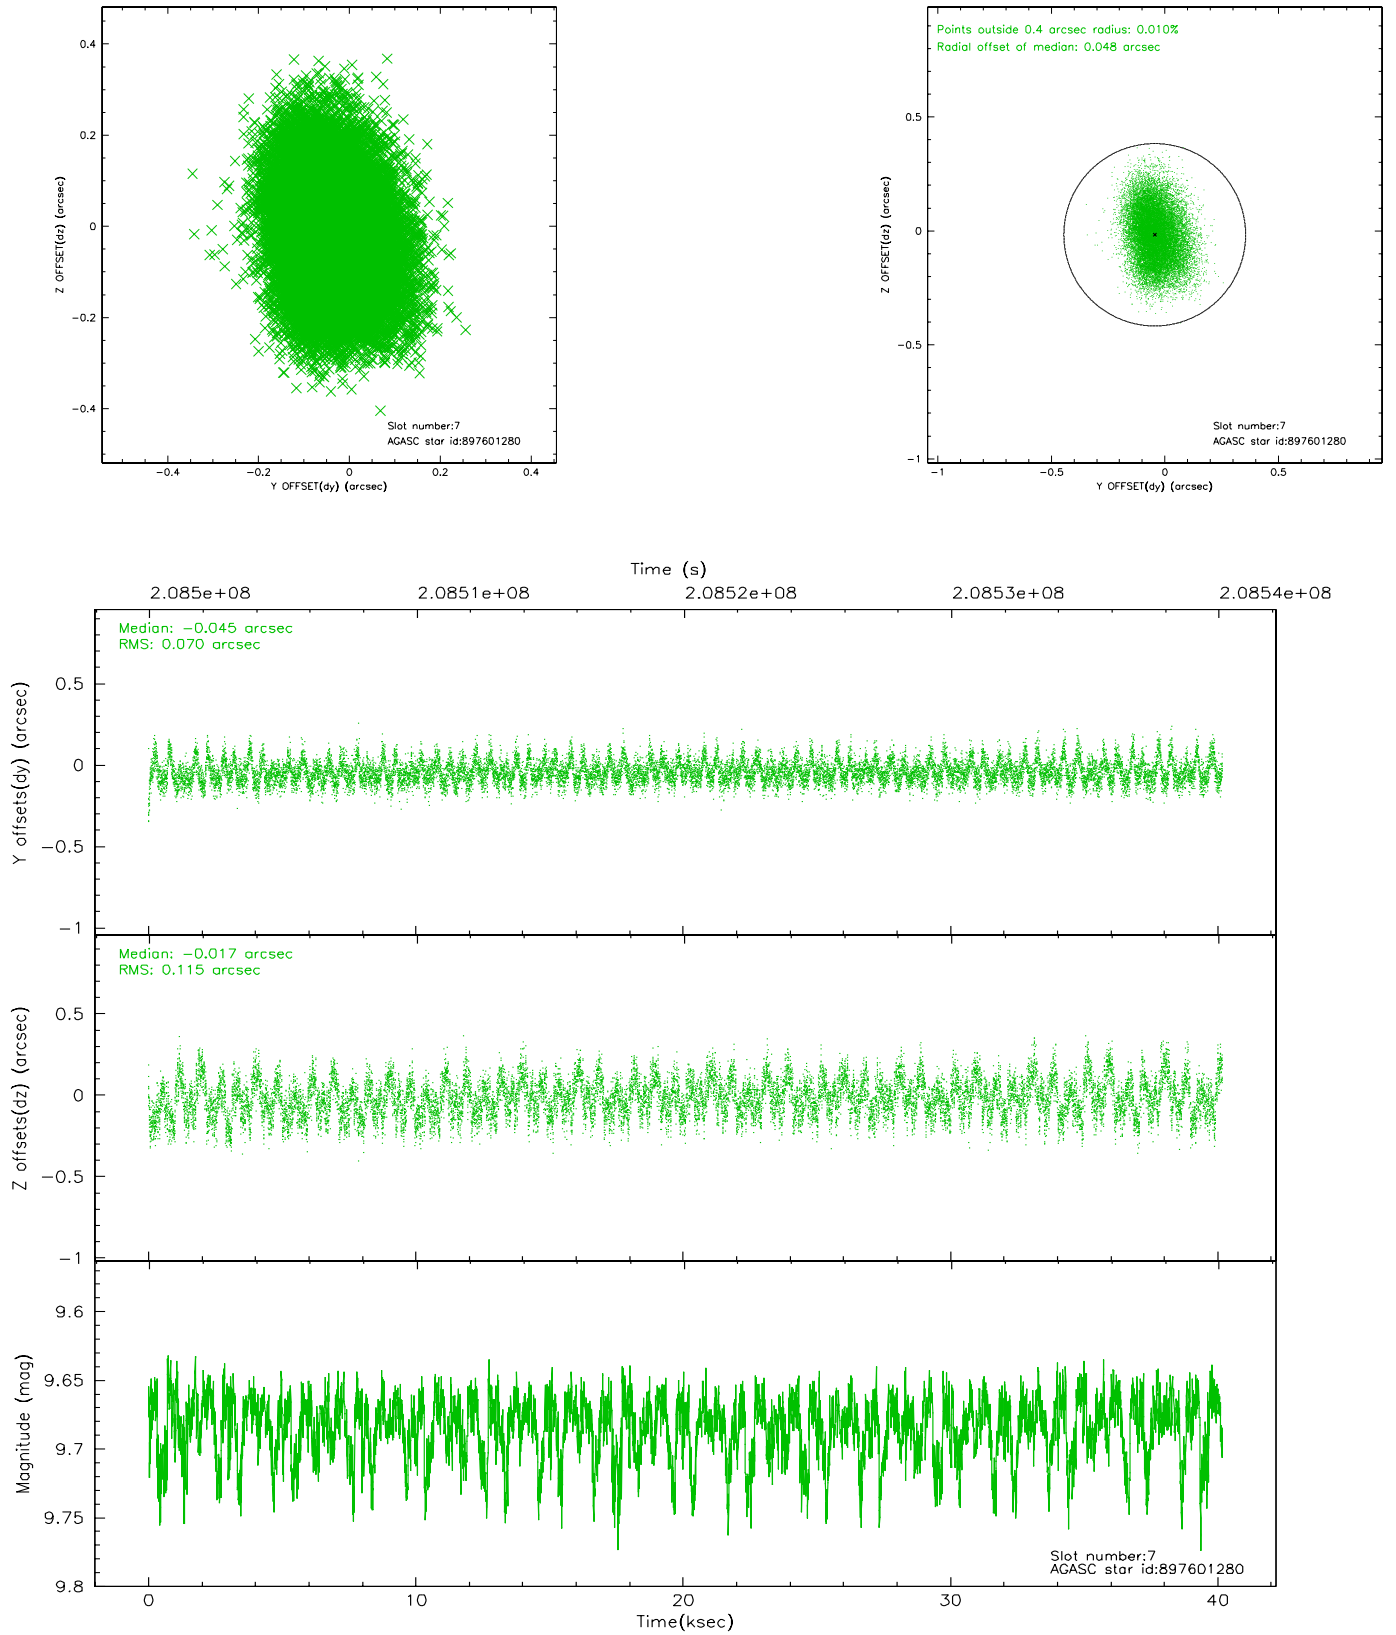 0.4
0.2
0
−0.2
−0.4
Z OFFSET(dz) (arcsec)
Slot number:7
AGASC star id:897601280
−0.4 −0.2 0 0.2 0.4
Y OFFSET(dy) (arcsec)
Points outside 0.4 arcsec radius: 0.010%
Radial offset of median: 0.048 arcsec
0.5
0
−0.5
−1
Z OFFSET(dz) (arcsec)
Slot number:7
AGASC star id:897601280
−1 −0.5 0 0.5
Y OFFSET(dy) (arcsec)
Time (s)
2.085e+08 2.0851e+08 2.0852e+08 2.0853e+08 2.0854e+08
Median: −0.045 arcsec
RMS: 0.070 arcsec
0.5
0
−0.5
−1
Y offsets(dy) (arcsec)
Median: −0.017 arcsec
RMS: 0.115 arcsec
0.5
0
−0.5
−1
Z offsets(dz) (arcsec)
9.6
9.65
9.7
9.75
9.8
Magnitude (mag)
Slot number:7
AGASC star id:897601280
0 10 20 30 40
Time(ksec)